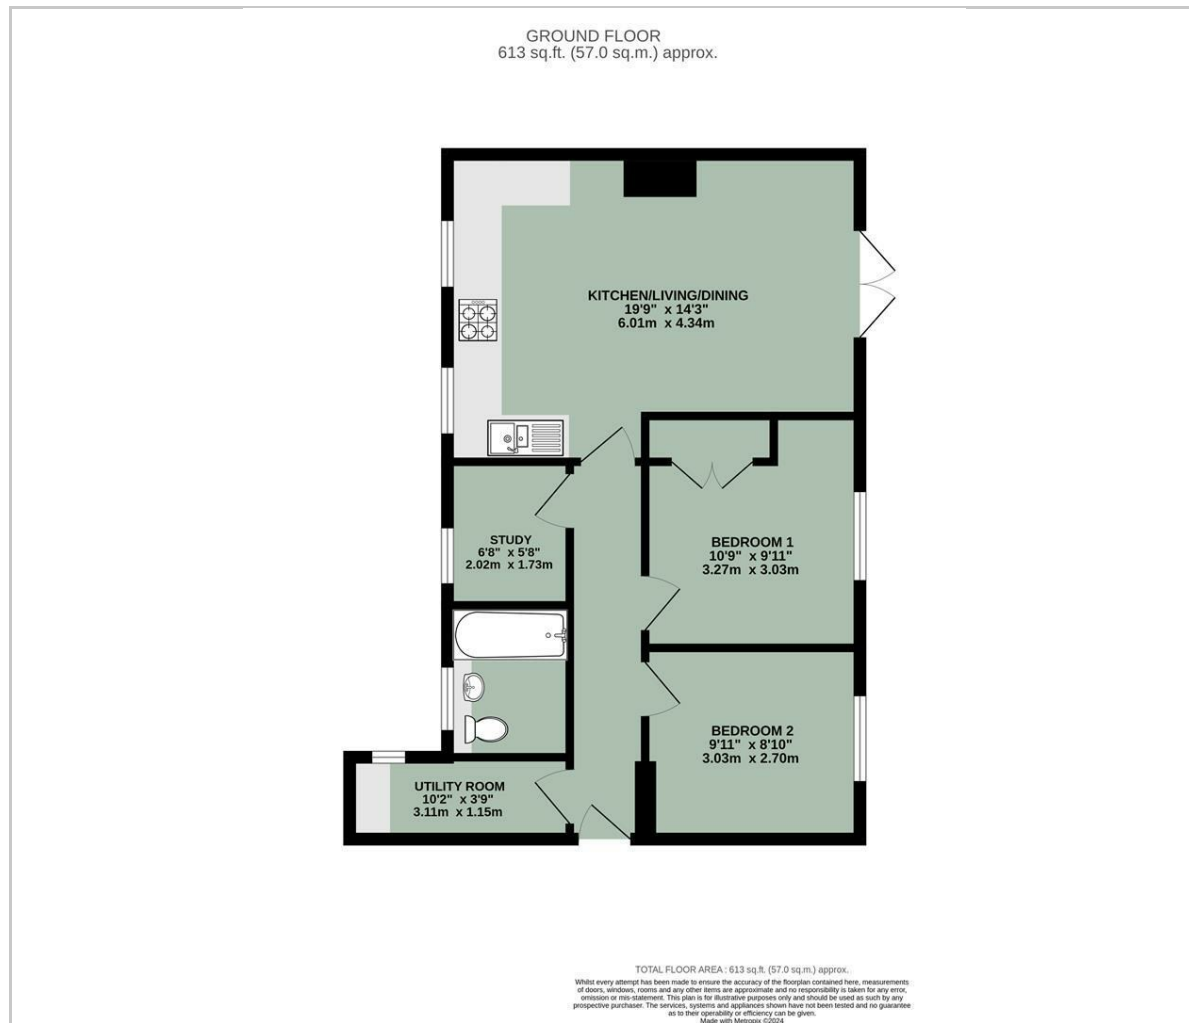 GROUND FLOOR
613 sq.ft. (57.0 sq.m.) approx.
KITCHEN/LIVING/DINING
19'9" x 14'3"
6.01m x 4.34m
STUDY
6'8" x 5'8"
2.02m x 1.73m
BEDROOM 1
10'9" x 9'11"
3.27m x 3.03m
BEDROOM 2
9'11" x 8'10"
3.03m x 2.70m
UTILITY ROOM
10'2" x 3'9"
3.11m x 1.15m
TOTAL FLOOR AREA : 613 sq.ft. (57.0 sq.m.) approx.
Whilst every attempt has been made to ensure the accuracy of the floorplan contained here, measurements
of doors, windows, rooms and any other items are approximate and no responsibility is taken for any error,
omission or mis-statement. This plan is for illustrative purposes only and should be used as such by any
prospective purchaser. The services, systems and appliances shown have not been tested and no guarantee
as to their operability or efficiency can be given.
Made with Metropix ©2024